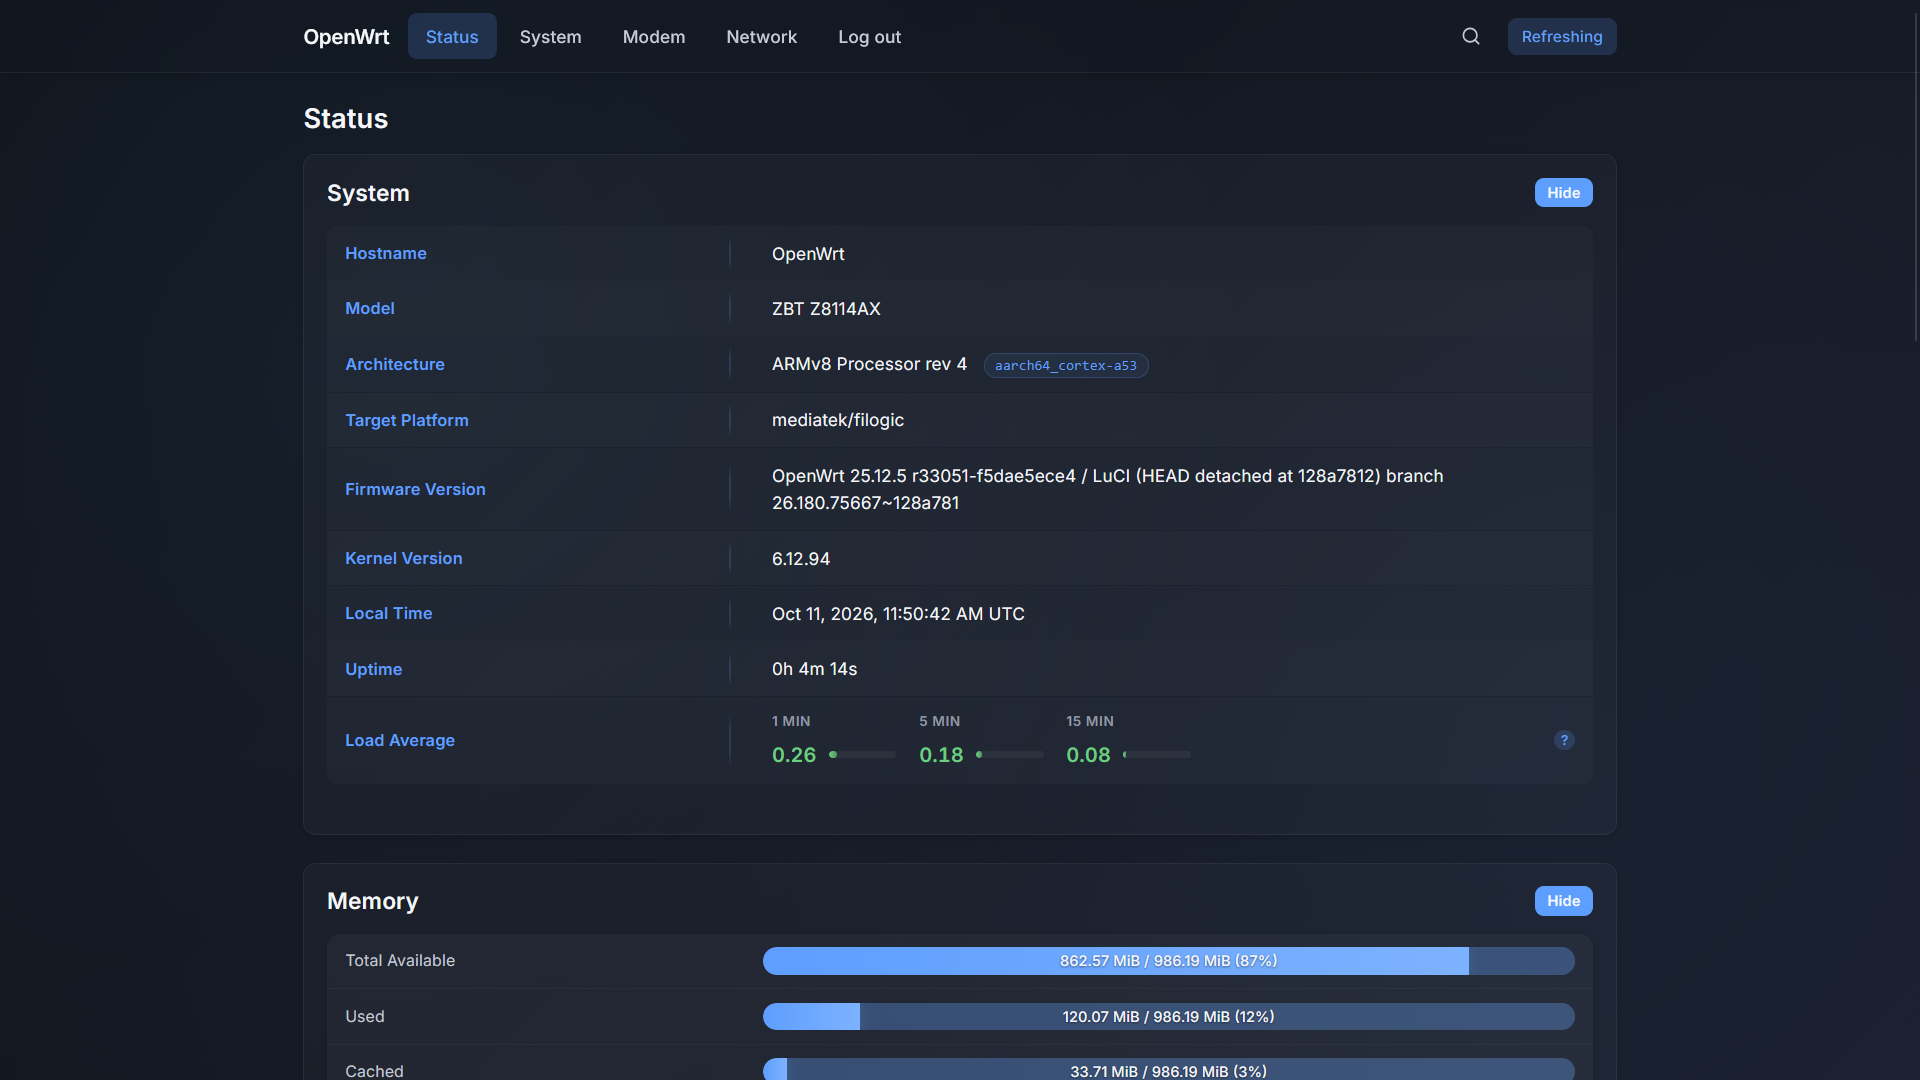 OpenWrt Status System Modem Network Log out Refreshing
Status
System Hide
Hostname OpenWrt
Model ZBT Z8114AX
Architecture ARMv8 Processor rev 4 aarch64_cortex-a53
Target Platform mediatek/filogic
Firmware Version OpenWrt 25.12.5 r33051-f5dae5ece4 / LuCI (HEAD detached at 128a7812) branch
26.180.75667~128a781
Kernel Version 6.12.94
Local Time Oct 11, 2026, 11:50:42 AM UTC
Uptime 0h 4m 14s
Load Average
1 MIN 5 MIN 15 MIN
0.26 0.18 0.08
?
Memory Hide
Total Available 862.57 MiB / 986.19 MiB (87%)
Used 120.07 MiB / 986.19 MiB (12%)
Cached 33.71 MiB / 986.19 MiB (3%)